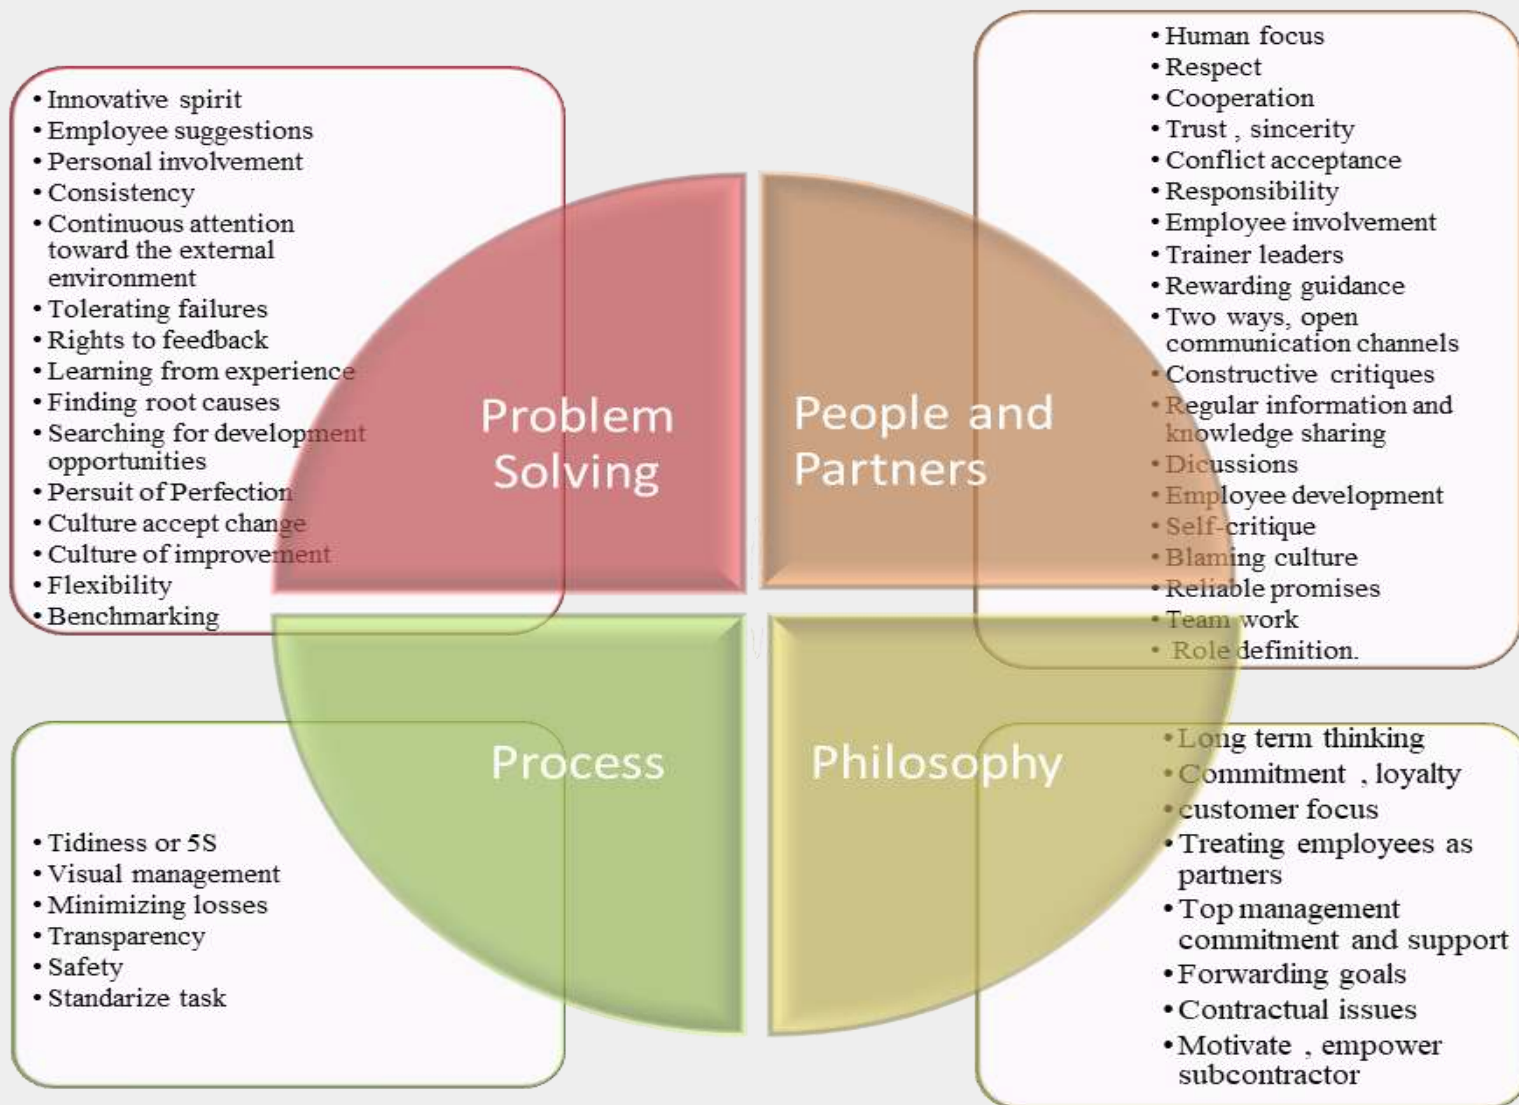 • Innovative spirit
• Employee suggestions
• Personal involvement
• Consistency
• Continuous attention
toward the external
environment
• Tolerating failures
• Rights to feedback
• Learning from experience
• Finding root causes
• Searching for development
opportunities
• Persuit of Perfection
• Culture accept change
• Culture of improvement
• Flexibility
• Benchmarking
Problem
Solving
• Human focus
• Respect
• Cooperation
• Trust , sincerity
• Conflict acceptance
• Responsibility
• Employee involvement
• Trainer leaders
• Rewarding guidance
• Two ways, open
communication channels
• Constructive critiques
• Regular information and
knowledge sharing
• Dicussions
• Employee development
• Self-critique
• Blaming culture
• Reliable promises
• Team work
• Role definition.
People and
Partners
Process
• Tidiness or 5S
• Visual management
• Minimizing losses
• Transparency
• Safety
• Standarize task
Philosophy
• Long term thinking
• Commitment , loyalty
• customer focus
• Treating employees as
partners
• Top management
commitment and support
• Forwarding goals
• Contractual issues
• Motivate , empower
subcontractor